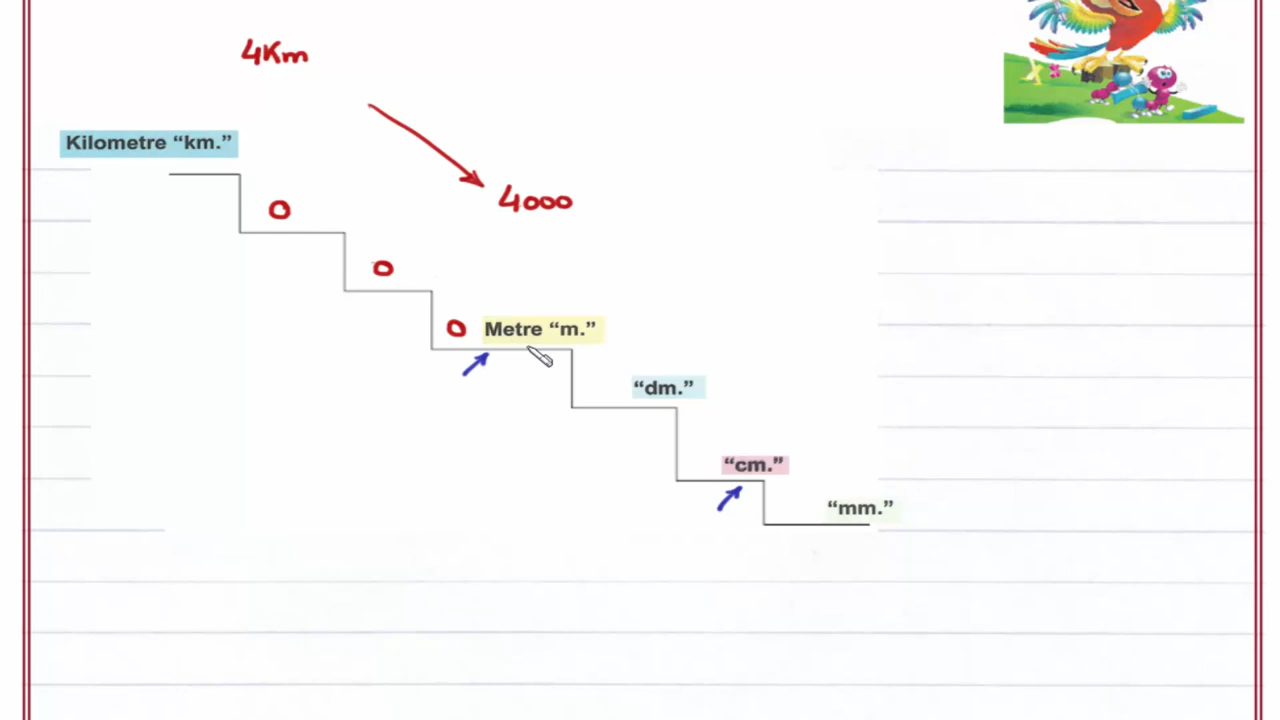 4Km
Kilometre “km.”
4000
0
0
0 Metre “m.”
“dm.”
“cm.”
“mm.”